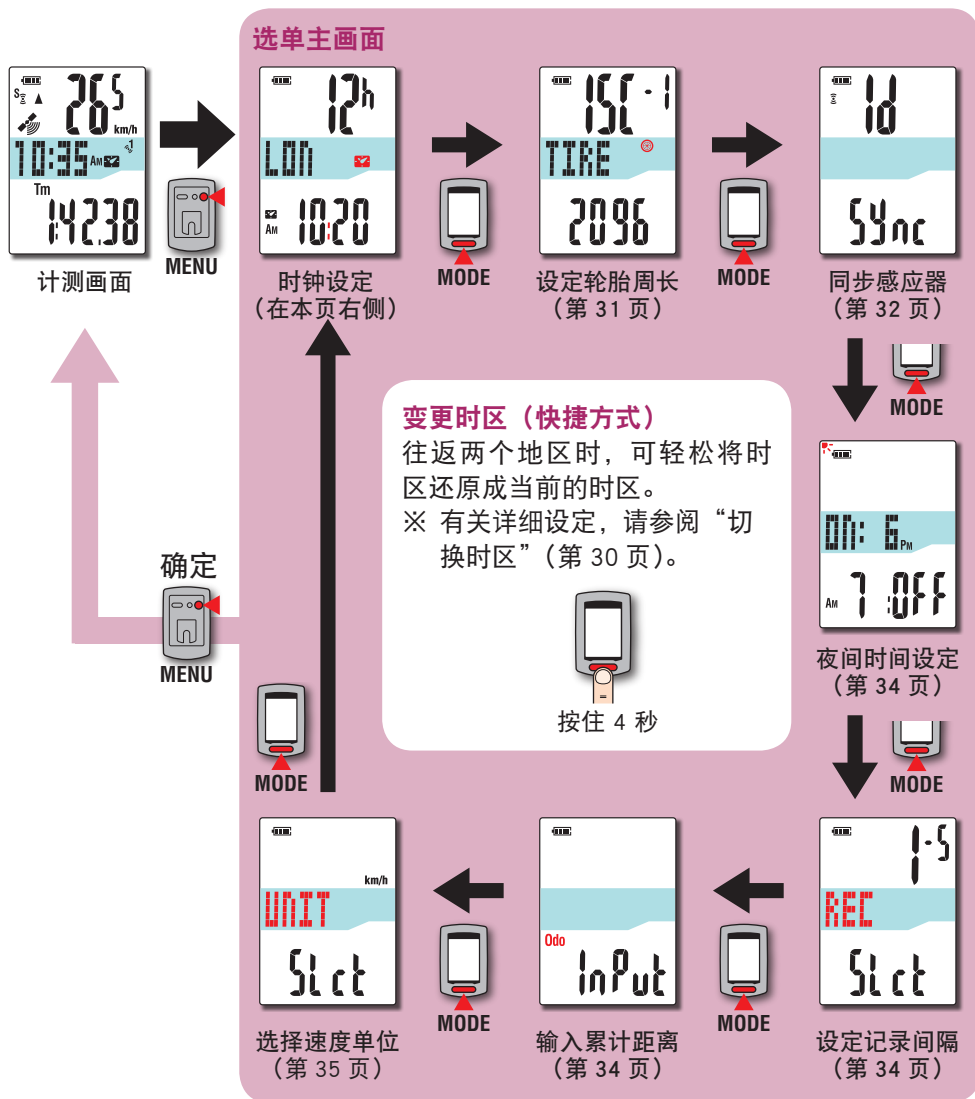 选单主画面
26 5
km/h
S
10:35 AM
1
Tm
1:42.38
计测画面
MENU
12h
LON
AM 10:20
时钟设定
（在本页右侧）
MODE
ISC-1
TIRE
2096
设定轮胎周长
（第 31 页）
MODE
Id
SYnc
同步感应器
（第 32 页）
MODE
变更时区（快捷方式）
往返两个地区时，可轻松将时
区还原成当前的时区。
※ 有关详细设定，请参阅“切
换时区”（第 30 页）。
按住 4 秒
ON: 6 PM
AM 7 :OFF
夜间时间设定
（第 34 页）
MODE
确定
MENU
MODE
km/h
UNIT
Slct
选择速度单位
（第 35 页）
MODE
Odo
InPut
输入累计距离
（第 34 页）
MODE
1-S
REC
Slct
设定记录间隔
（第 34 页）